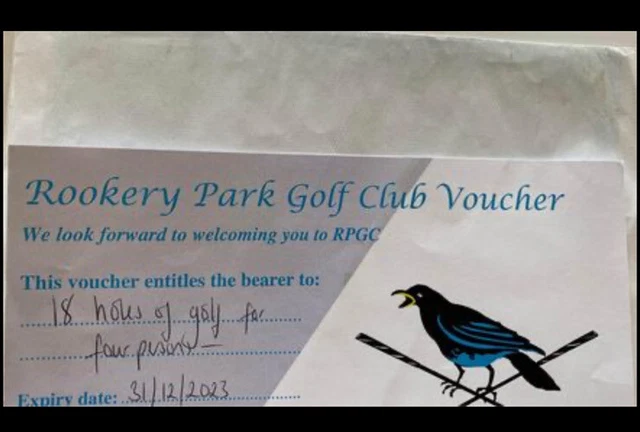 Rookery Park Golf Club Voucher
We look forward to welcoming you to RPGC
This voucher entitles the bearer to:
18 holes of golf for
four persons —
Expiry date: 31/12/2023